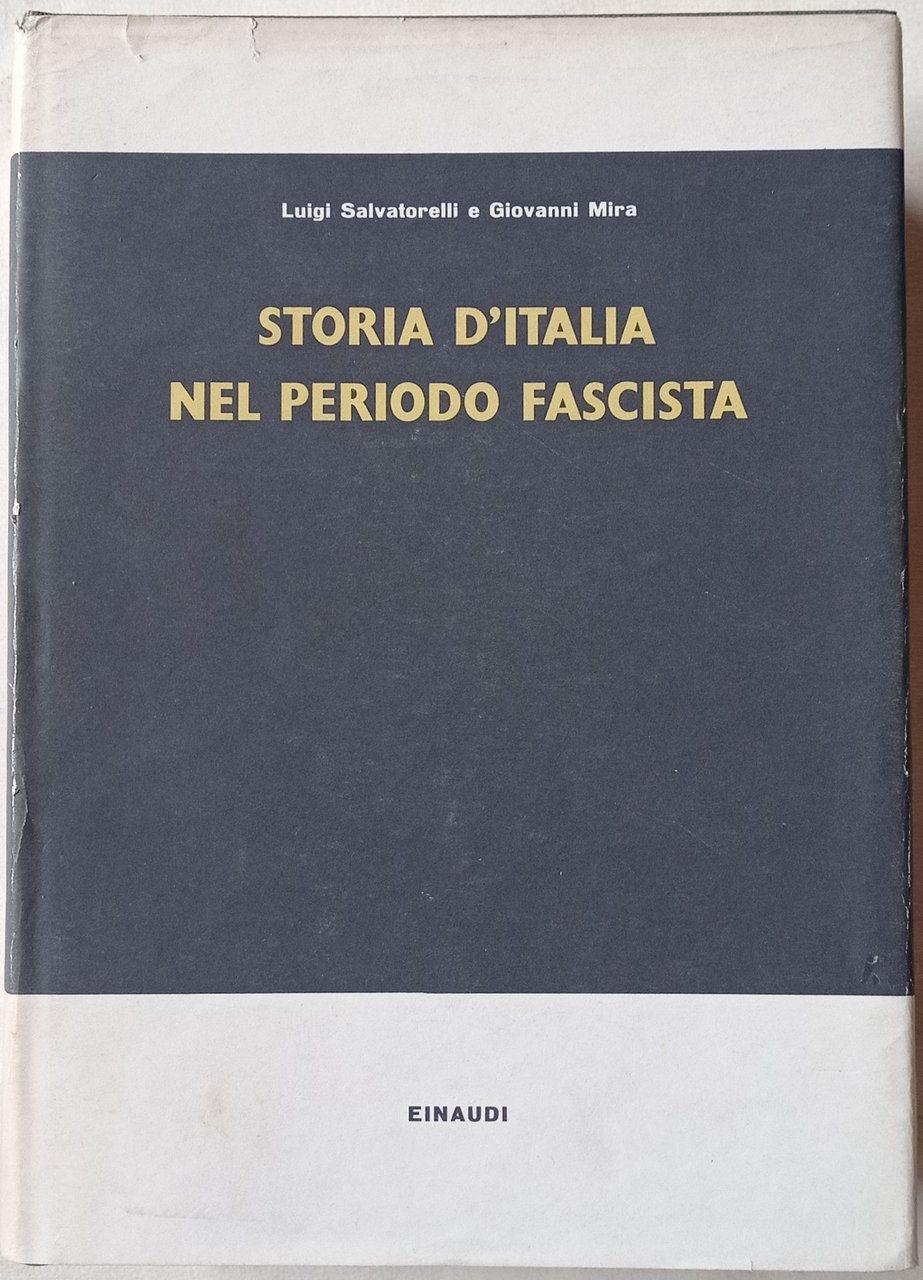 Luigi Salvatorelli e Giovanni Mira
STORIA D'ITALIA
NEL PERIODO FASCISTA
EINAUDI